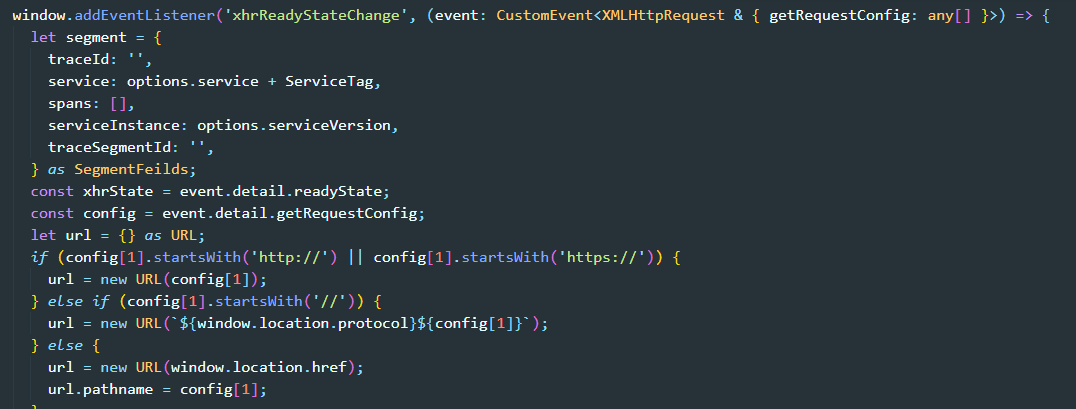 window.addEventListener('xhrReadyStateChange', (event: CustomEvent<XMLHttpRequest & { getRequestConfig: any[] }>) => {
  let segment = {
    traceId: '',
    service: options.service + ServiceTag,
    spans: [],
    serviceInstance: options.serviceVersion,
    traceSegmentId: '',
  } as SegmentFeilds;
  const xhrState = event.detail.readyState;
  const config = event.detail.getRequestConfig;
  let url = {} as URL;
  if (config[1].startsWith('http://') || config[1].startsWith('https://')) {
    url = new URL(config[1]);
  } else if (config[1].startsWith('//')) {
    url = new URL(`${window.location.protocol}${config[1]}`);
  } else {
    url = new URL(window.location.href);
    url.pathname = config[1];
  }